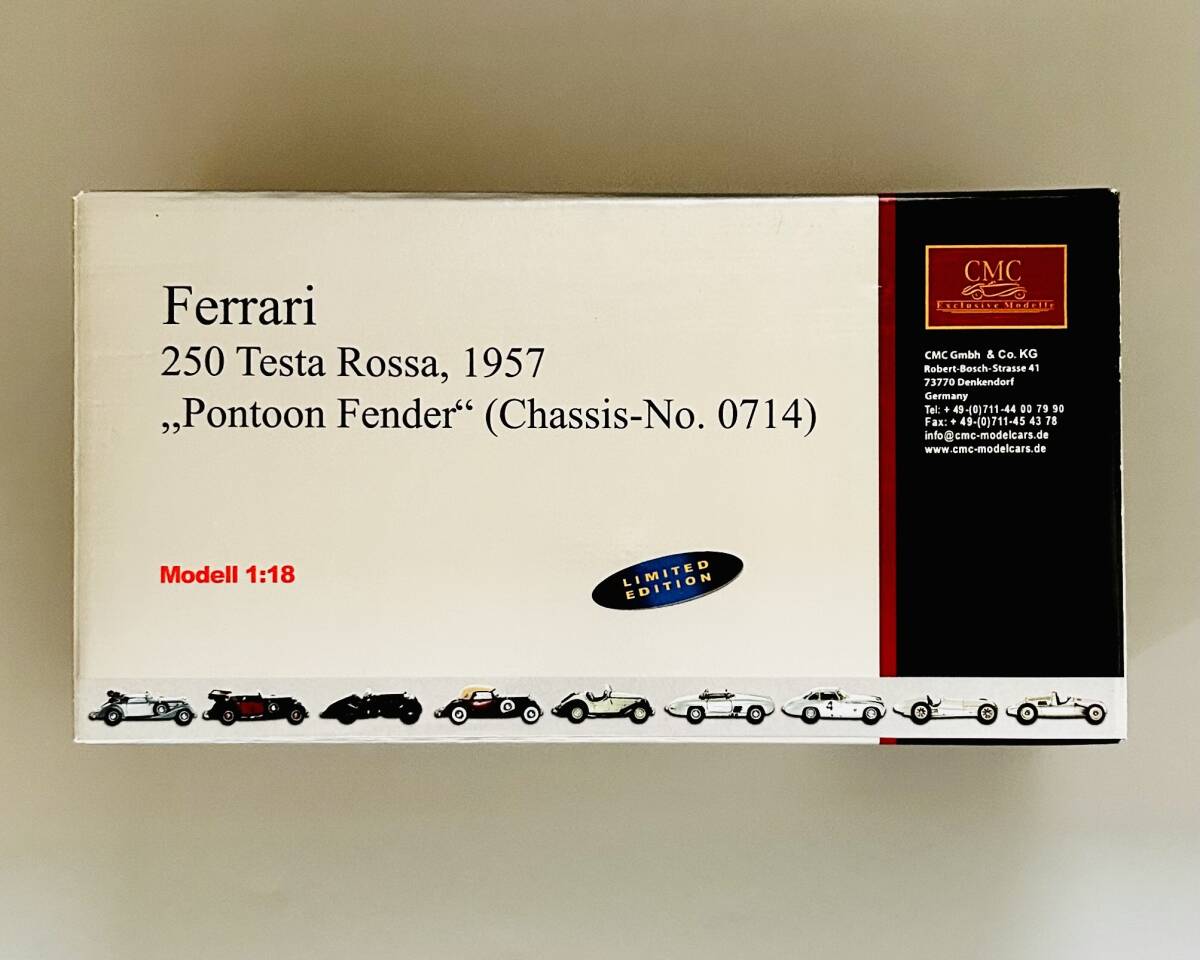 Ferrari
250 Testa Rossa, 1957
„Pontoon Fender“ (Chassis-No. 0714)
Modell 1:18
LIMITED
EDITION
CMC
Exclusive Modelle
CMC Gmbh & Co. KG
Robert-Bosch-Strasse 41
73770 Denkendorf
Germany
Tel: + 49-(0)711-44 00 79 90
Fax: + 49-(0)711-45 43 78
info@cmc-modelcars.de
www.cmc-modelcars.de
4